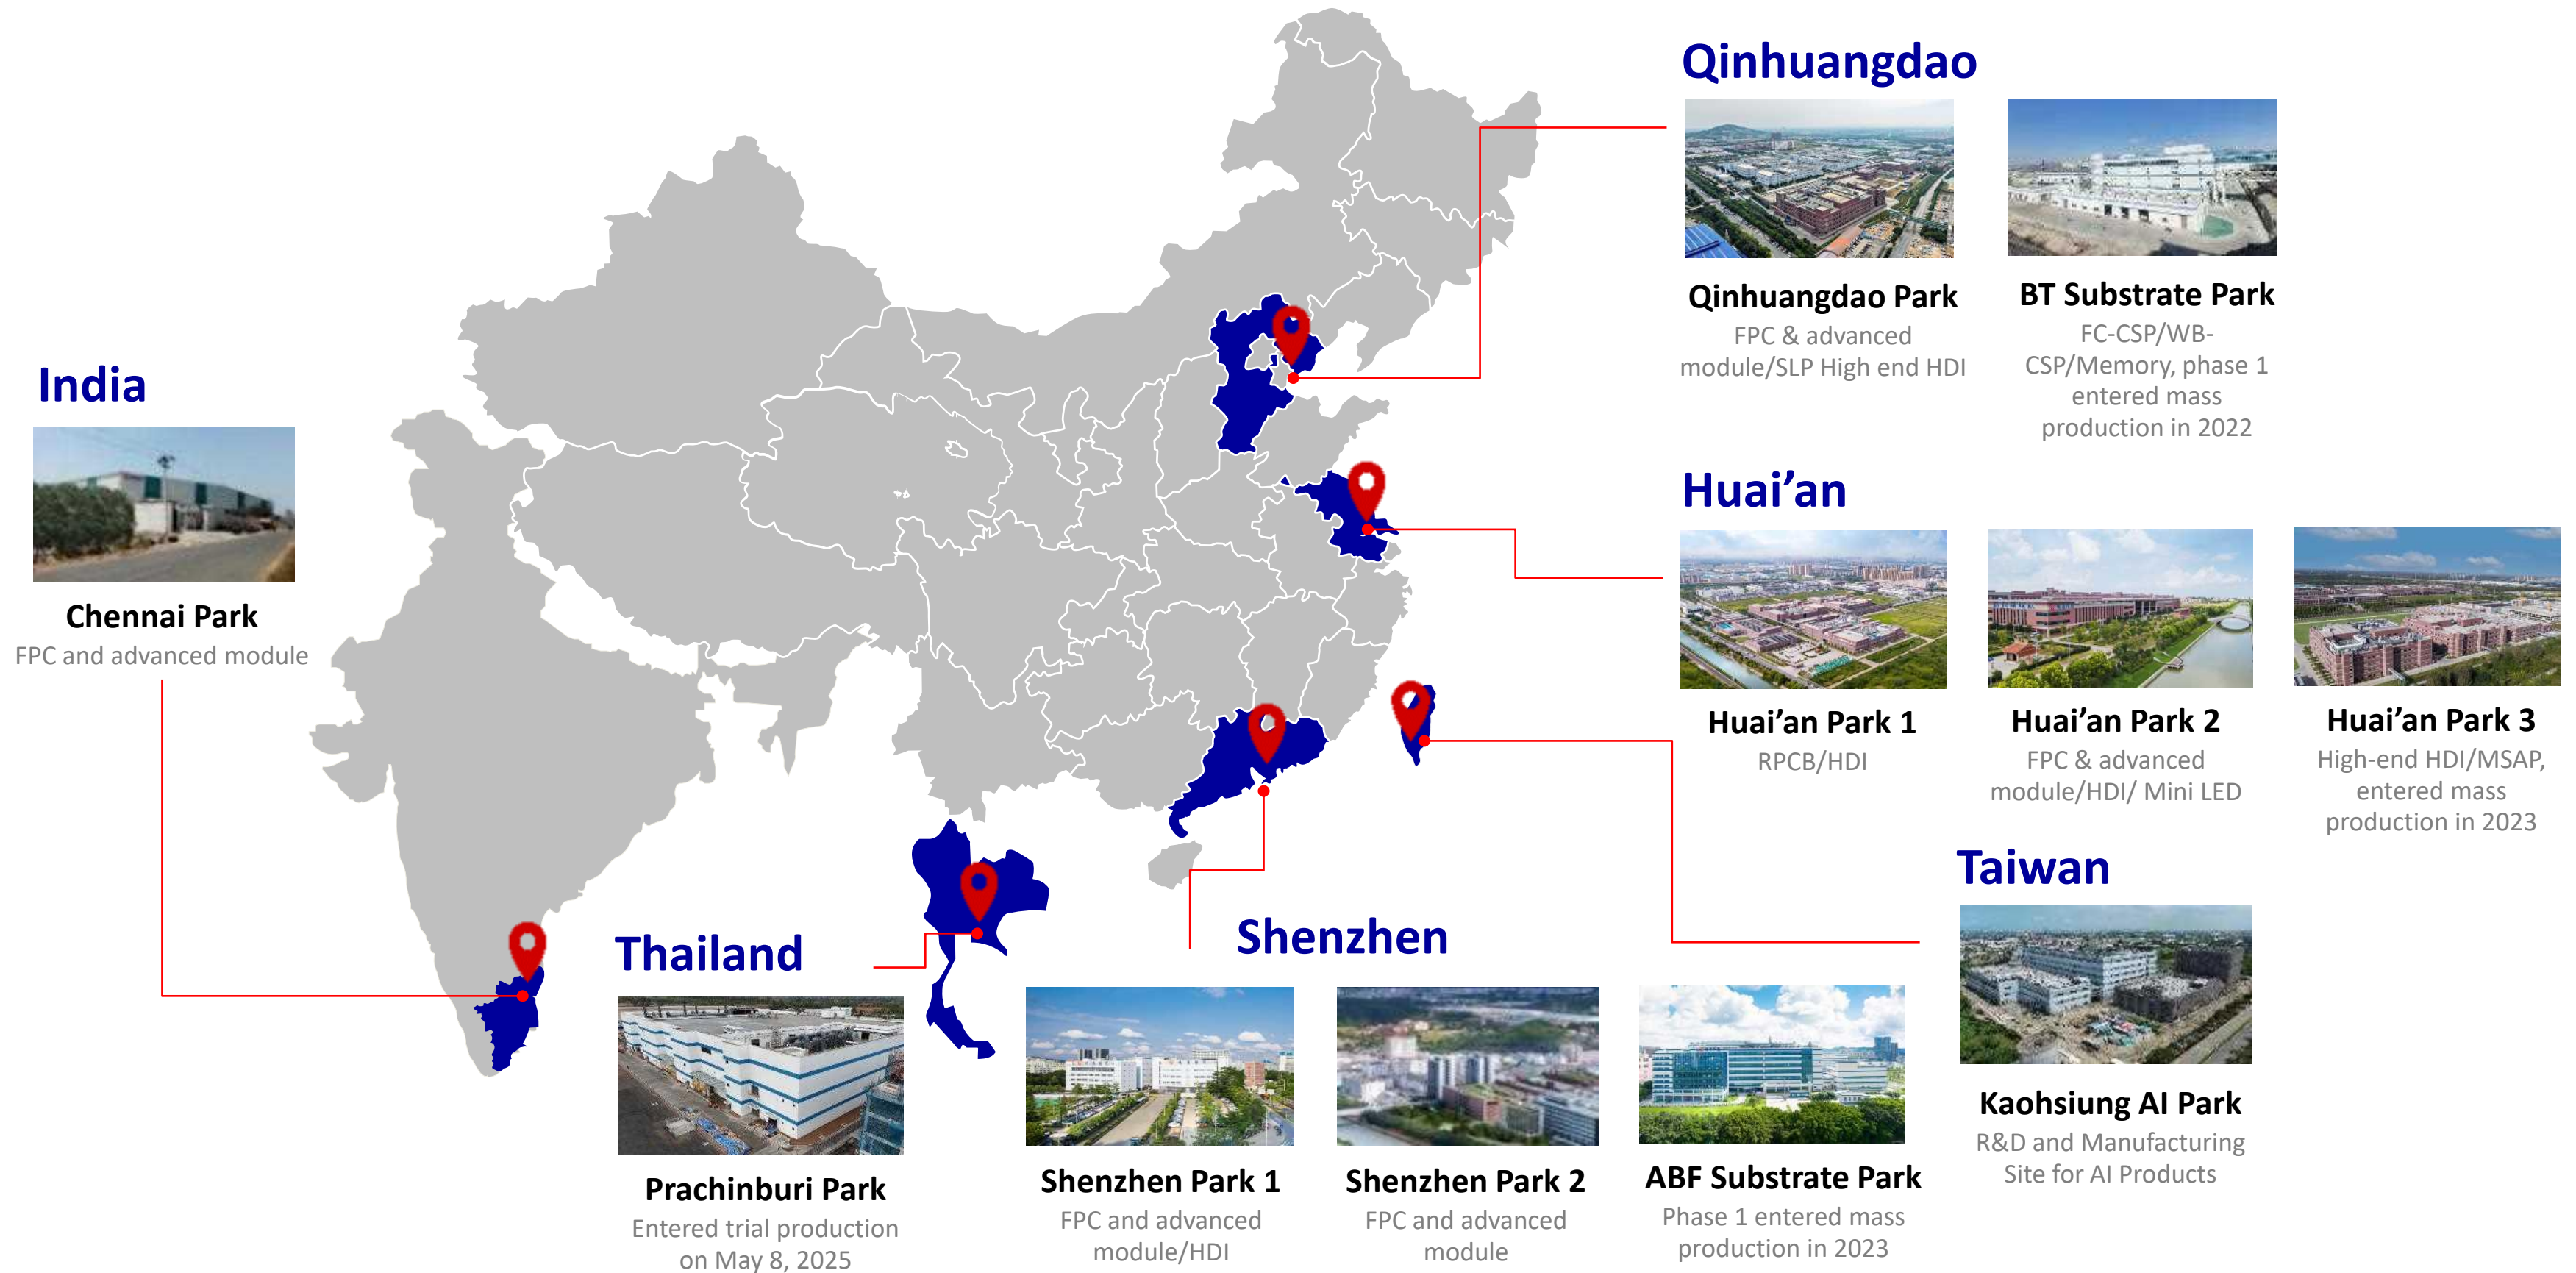 Qinhuangdao
Qinhuangdao Park
FPC & advanced
module/SLP High end HDI
BT Substrate Park
FC-CSP/WB-
CSP/Memory, phase 1
entered mass
production in 2022
India
Chennai Park
FPC and advanced module
Huai’an
Huai’an Park 1
RPCB/HDI
Huai’an Park 2
FPC & advanced
module/HDI/ Mini LED
Huai’an Park 3
High-end HDI/MSAP,
entered mass
production in 2023
Taiwan
Kaohsiung AI Park
R&D and Manufacturing
Site for AI Products
Thailand
Prachinburi Park
Entered trial production
on May 8, 2025
Shenzhen
Shenzhen Park 1
FPC and advanced
module/HDI
Shenzhen Park 2
FPC and advanced
module
ABF Substrate Park
Phase 1 entered mass
production in 2023